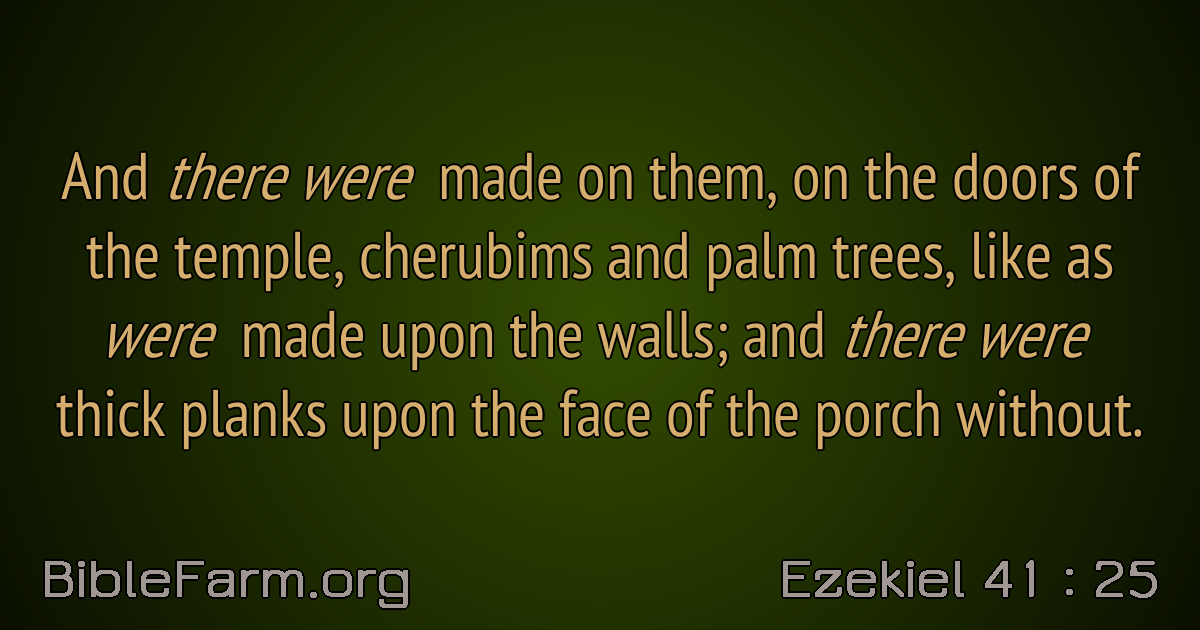 And there were made on them, on the doors of
the temple, cherubims and palm trees, like as
were made upon the walls; and there were
thick planks upon the face of the porch without.
BibleFarm.org
Ezekiel 41 : 25